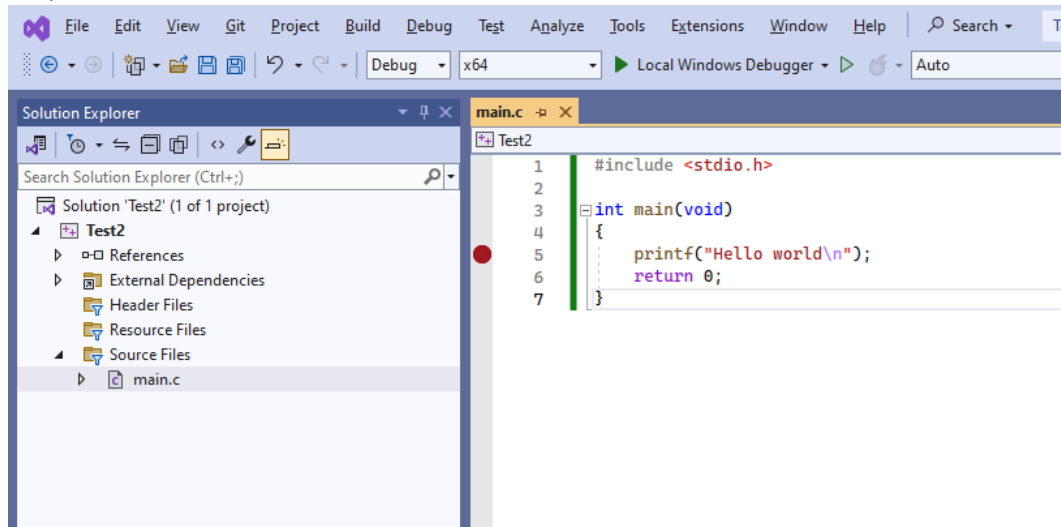 File Edit View Git Project Build Debug Test Analyze Tools Extensions Window Help Search
Debug x64 Local Windows Debugger Auto
Solution Explorer
Search Solution Explorer (Ctrl+;)
Solution 'Test2' (1 of 1 project)
Test2
References
External Dependencies
Header Files
Resource Files
Source Files
main.c
main.c
Test2
1 #include <stdio.h>
2
3 int main(void)
4 {
5 printf("Hello world\n");
6 return 0;
7 }